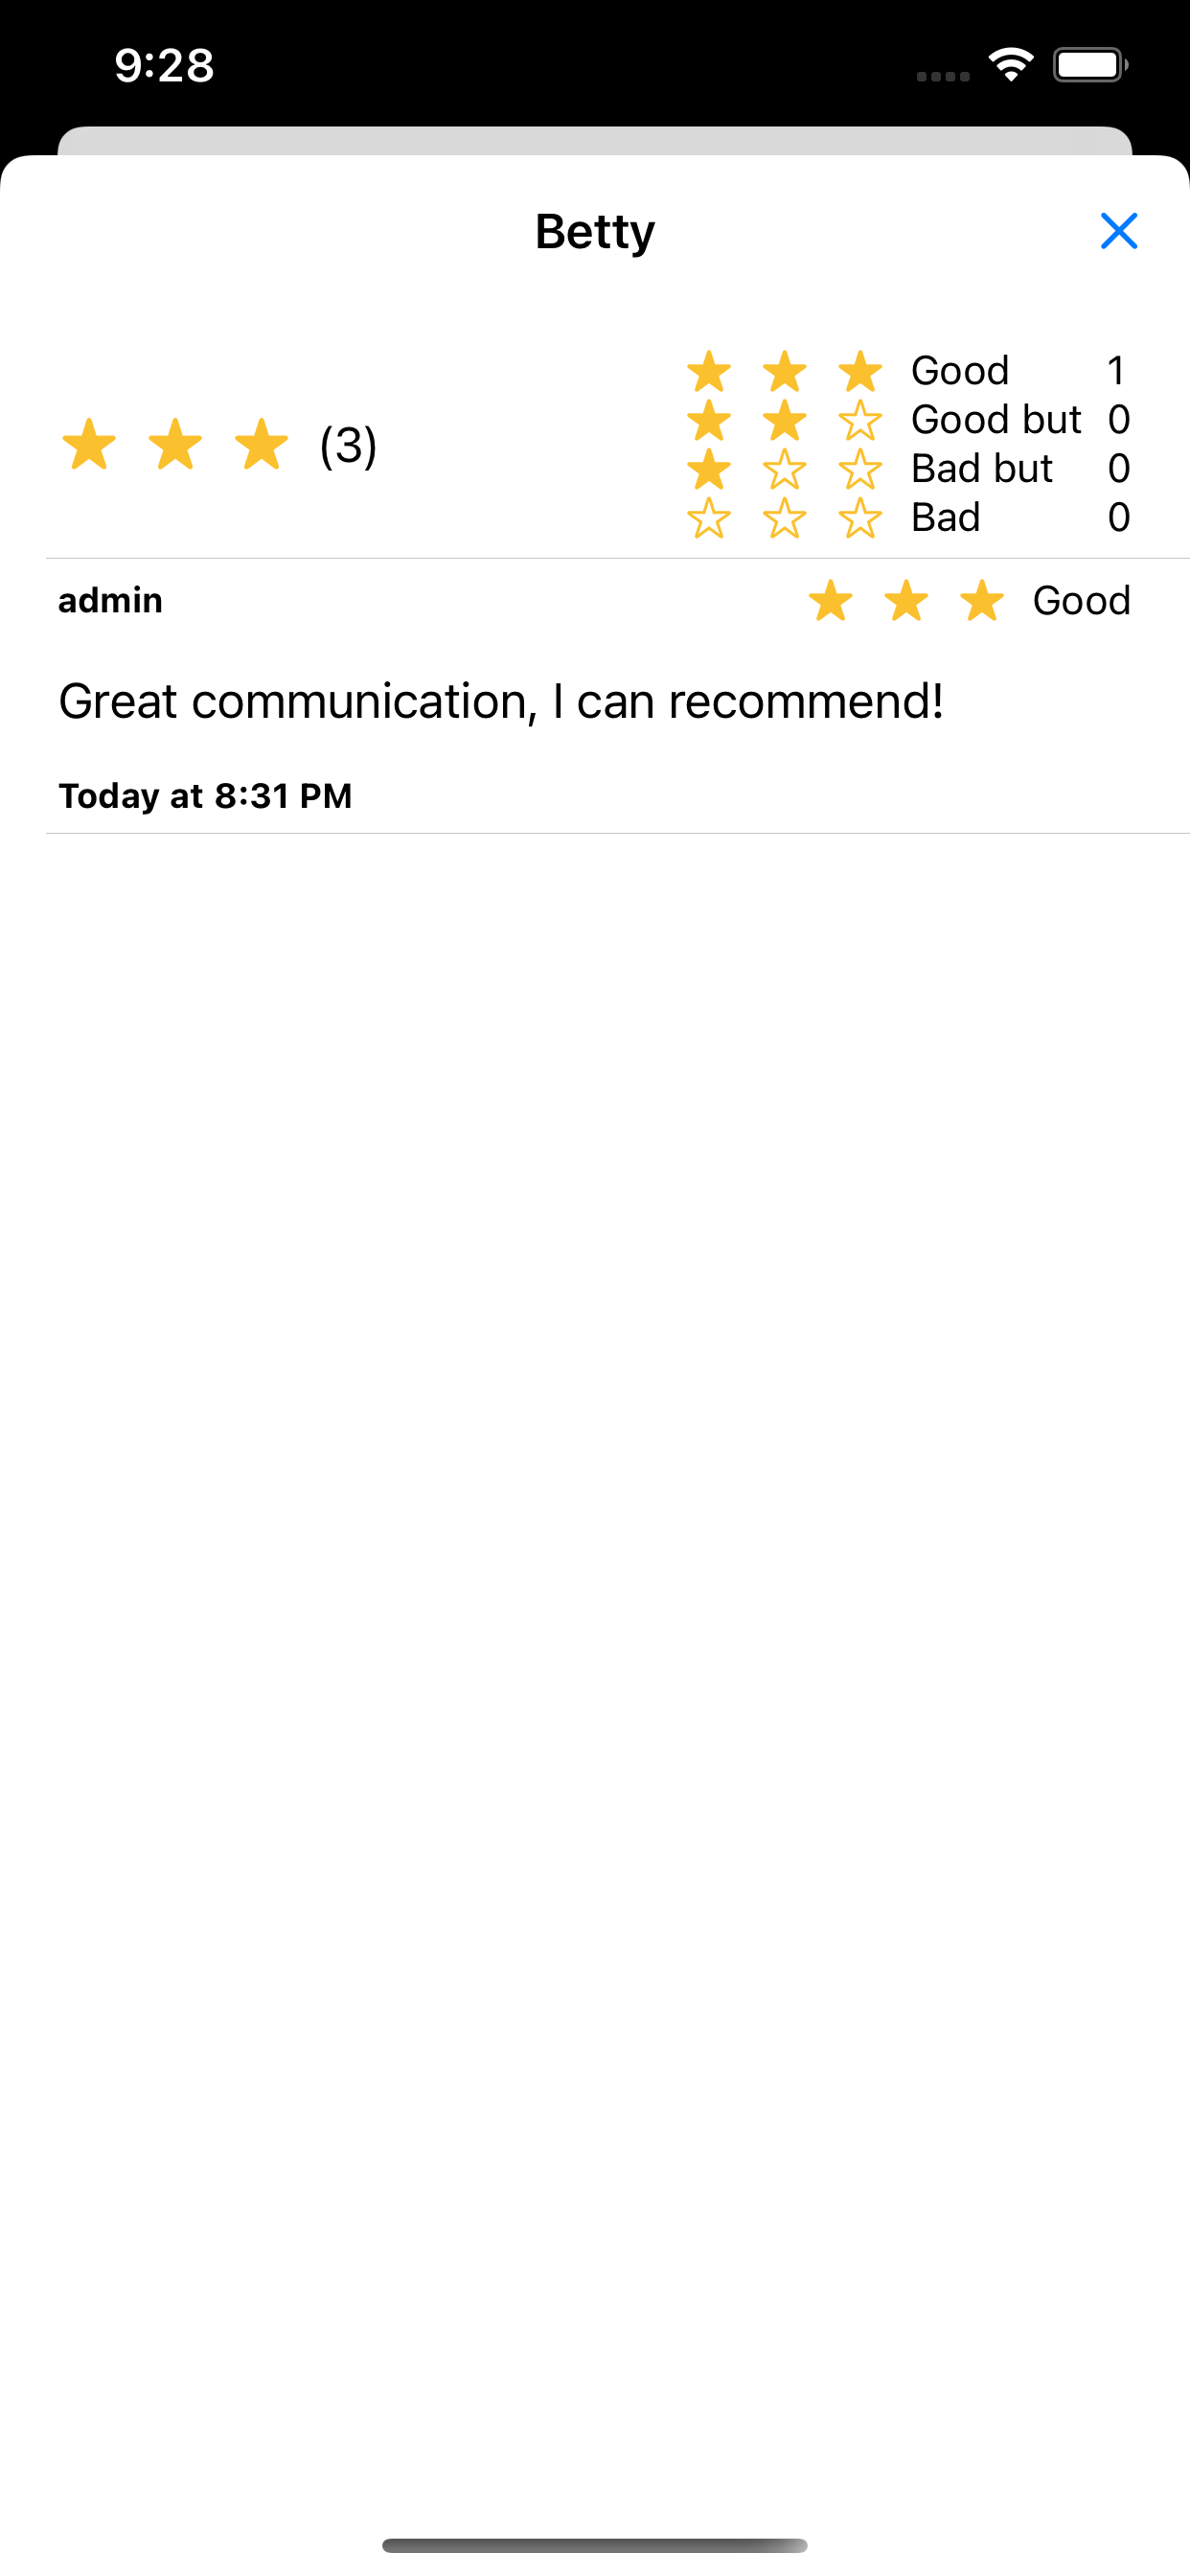 9:28
Betty
(3)
Good 1
Good but 0
Bad but 0
Bad 0
admin Good
Great communication, I can recommend!
Today at 8:31 PM